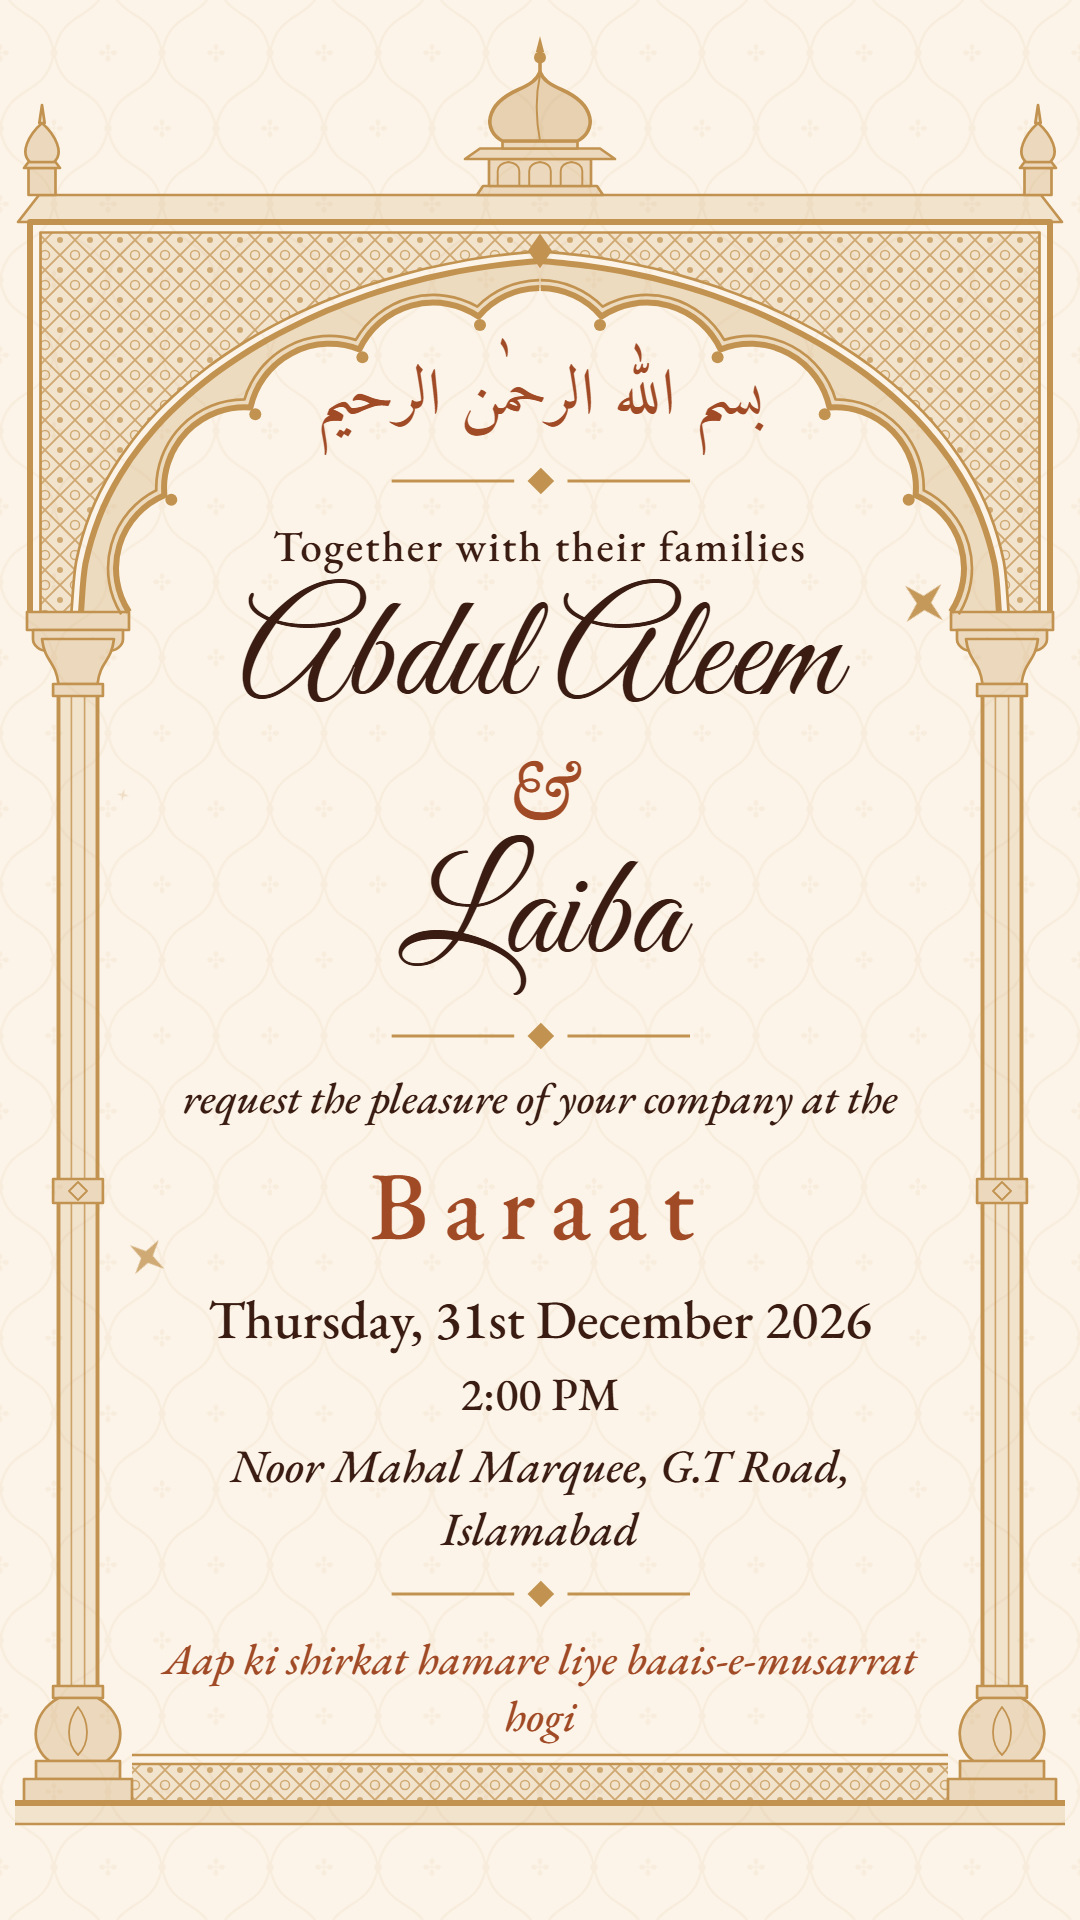 بسم الله الرحمٰن الرحيم
Together with their families
Abdul Aleem
&
Laiba
request the pleasure of your company at the
Baraat
Thursday, 31st December 2026
2:00 PM
Noor Mahal Marquee, G.T Road,
Islamabad
Aap ki shirkat hamare liye baais-e-musarrat
hogi